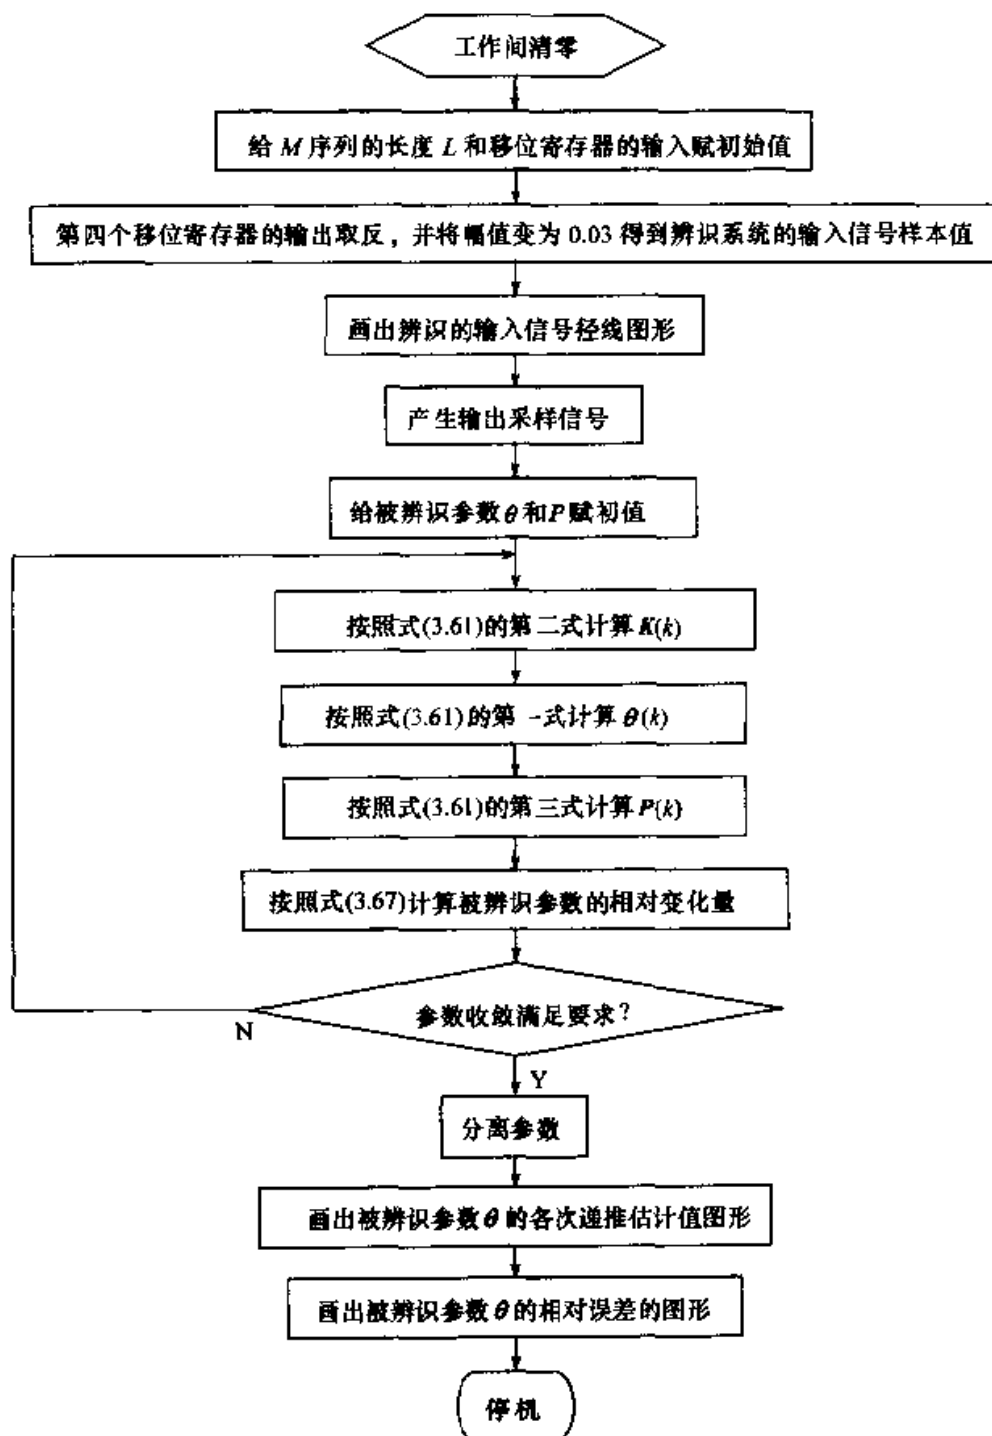 工作间清零
给 M 序列的长度 L 和移位寄存器的输入赋初始值
第四个移位寄存器的输出取反，并将幅值变为 0.03 得到辨识系统的输入信号样本值
画出辨识的输入信号径线图形
产生输出采样信号
给被辨识参数 θ 和 P 赋初值
按照式(3.61)的第二式计算 K(k)
按照式(3.61)的第一式计算 θ(k)
按照式(3.61)的第三式计算 P(k)
按照式(3.67)计算被辨识参数的相对变化量
参数收敛满足要求？
N
Y
分离参数
画出被辨识参数 θ 的各次递推估计值图形
画出被辨识参数 θ 的相对误差的图形
停机